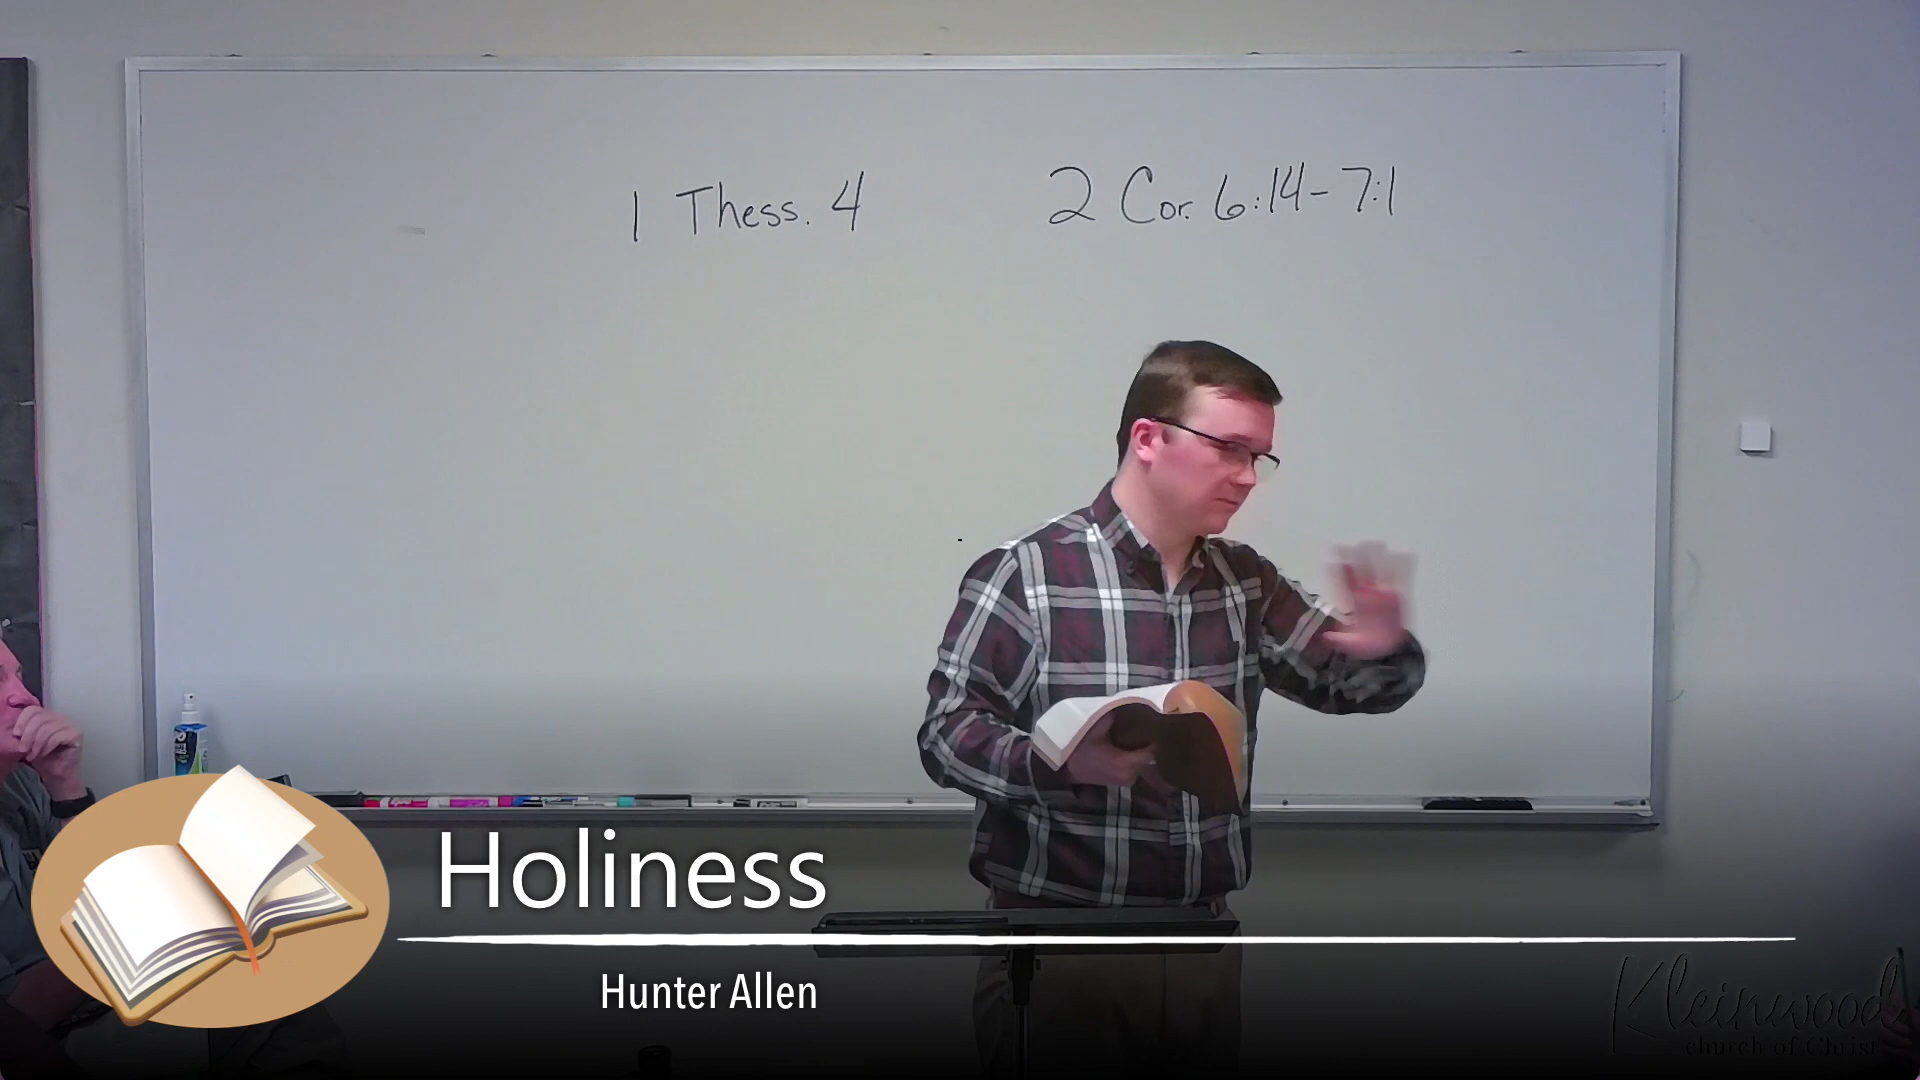 1 Thess. 4
2 Cor. 6:14-7:1
Holiness
Hunter Allen
Kleinwood
church of Christ